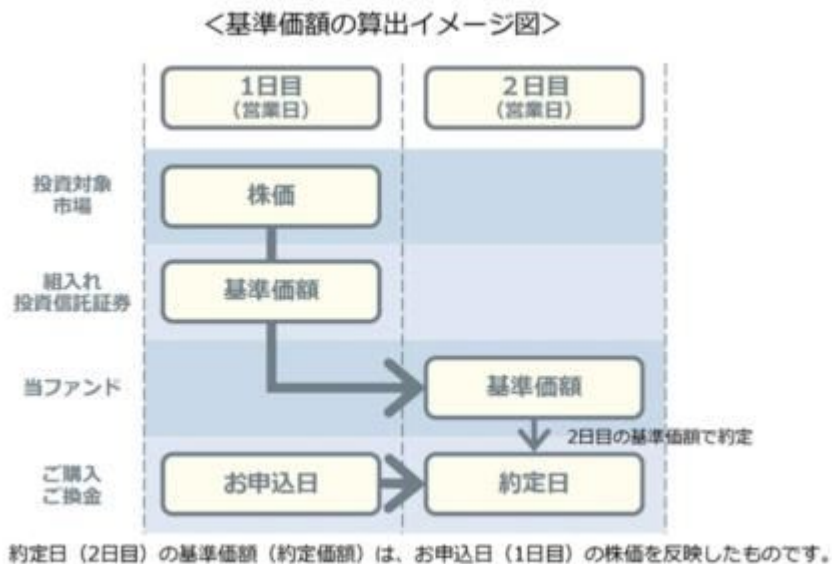 ＜基準価額の算出イメージ図＞
1日目
（営業日）
2日目
（営業日）
投資対象
市場
株価
組入れ
投資信託証券
基準価額
当ファンド
基準価額
2日目の基準価額で約定
ご購入
ご換金
お申込日
約定日
約定日（2日目）の基準価額（約定価額）は、お申込日（1日目）の株価を反映したものです。